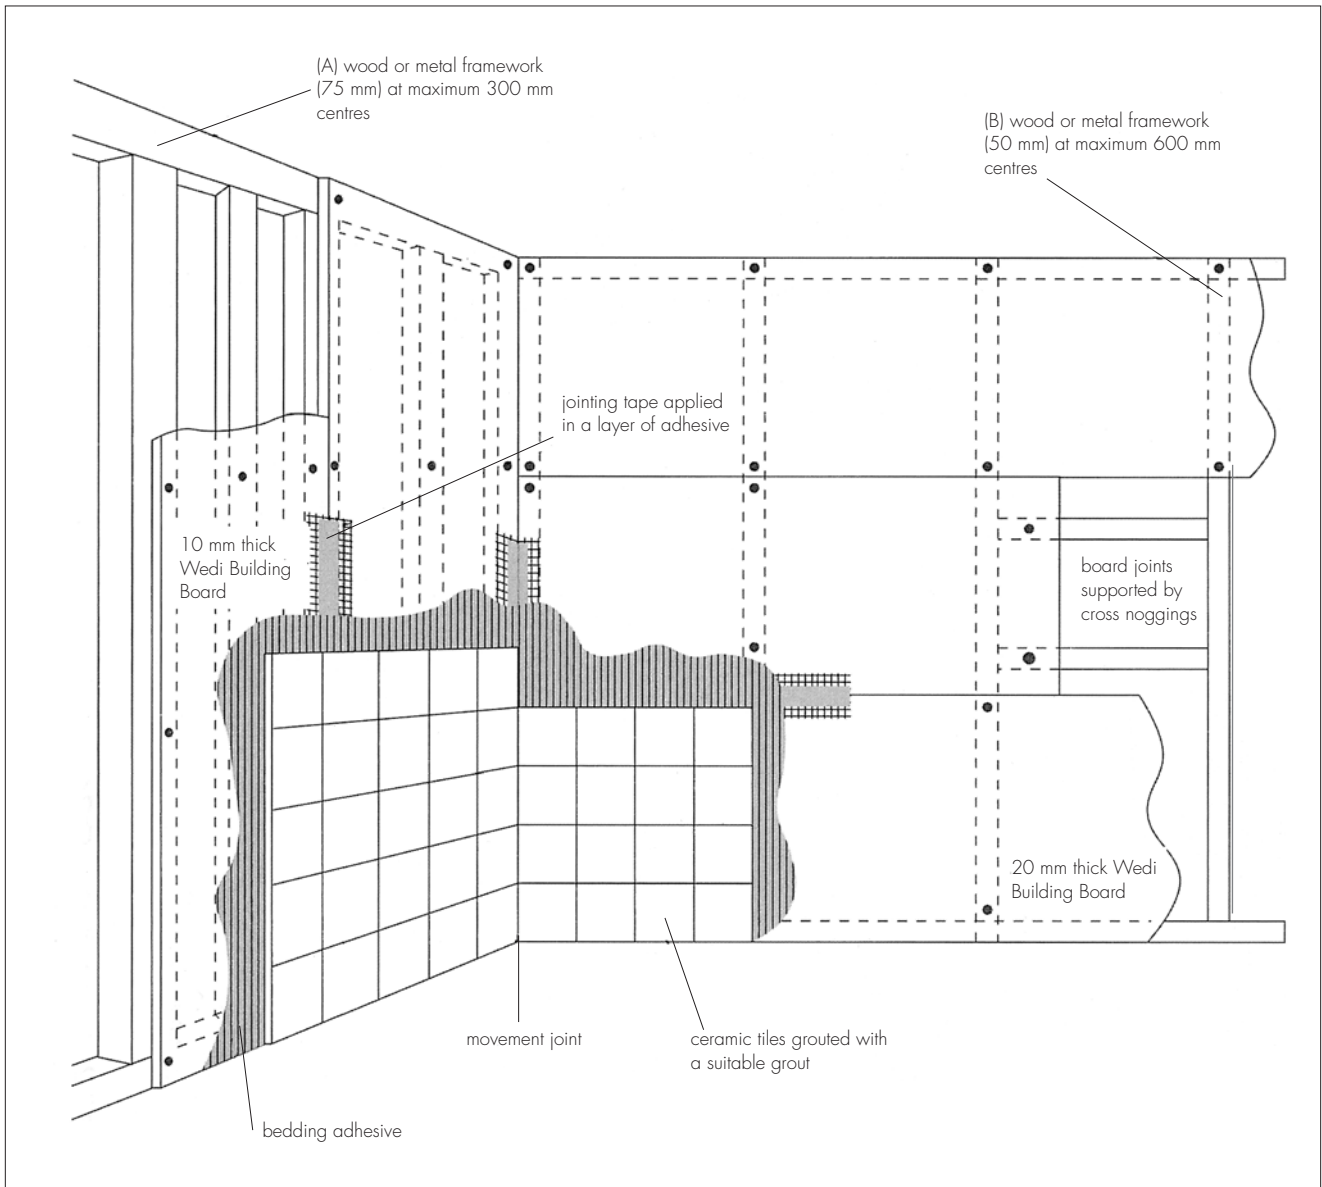 (A) wood or metal framework
(75 mm) at maximum 300 mm
centres
(B) wood or metal framework
(50 mm) at maximum 600 mm
centres
jointing tape applied
in a layer of adhesive
10 mm thick
Wedi Building
Board
board joints
supported by
cross noggings
20 mm thick Wedi
Building Board
movement joint
ceramic tiles grouted with
a suitable grout
bedding adhesive